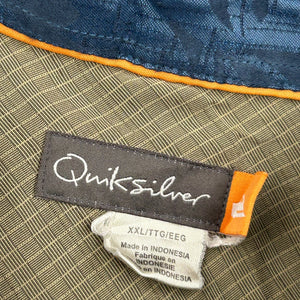 Quiksilver
XXL/TTG/EEG
Made in INDONESIA
Fabriqué en
INDONESIE
en INDONESIA